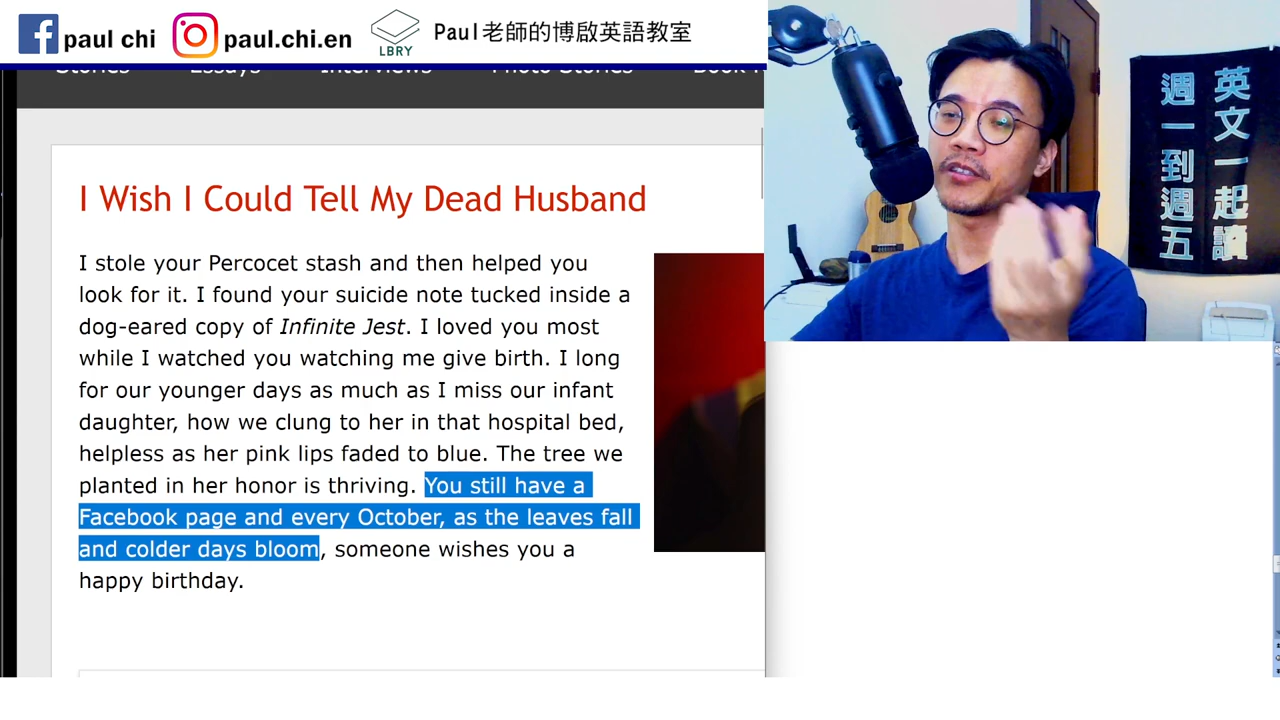 paul chi
paul.chi.en
LBRY
Paul老師的博啟英語教室
Stories Essays Interviews Photo Stories
I Wish I Could Tell My Dead Husband
I stole your Percocet stash and then helped you
look for it. I found your suicide note tucked inside a
dog-eared copy of Infinite Jest. I loved you most
while I watched you watching me give birth. I long
for our younger days as much as I miss our infant
daughter, how we clung to her in that hospital bed,
helpless as her pink lips faded to blue. The tree we
planted in her honor is thriving. You still have a
Facebook page and every October, as the leaves fall
and colder days bloom, someone wishes you a
happy birthday.
英文一起讀
週一到週五